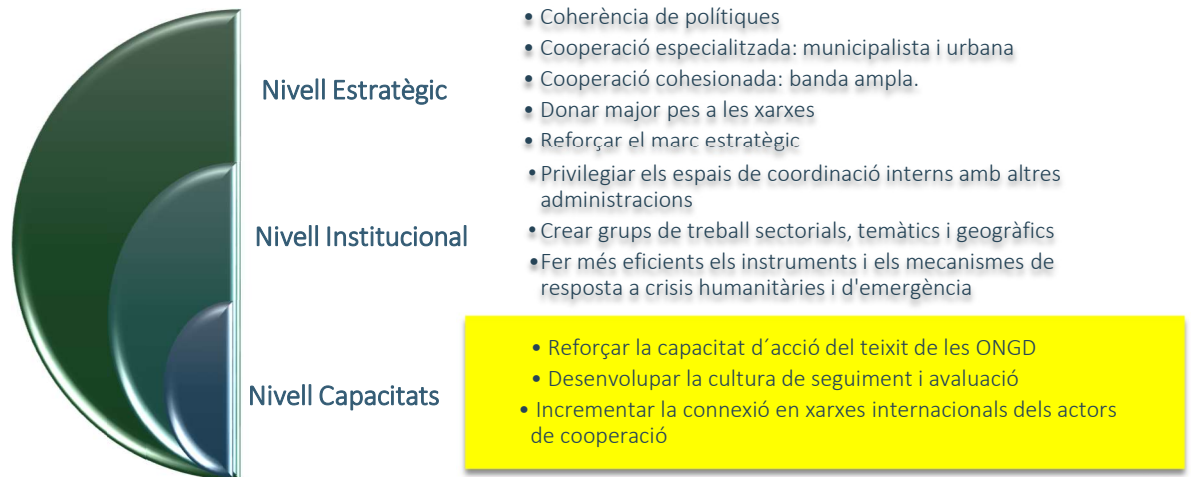 Nivell Estratègic
• Coherència de polítiques
• Cooperació especialitzada: municipalista i urbana
• Cooperació cohesionada: banda ampla.
• Donar major pes a les xarxes
• Reforçar el marc estratègic
Nivell Institucional
• Privilegiar els espais de coordinació interns amb altres
administracions
• Crear grups de treball sectorials, temàtics i geogràfics
• Fer més eficients els instruments i els mecanismes de
resposta a crisis humanitàries i d'emergència
Nivell Capacitats
• Reforçar la capacitat d´acció del teixit de les ONGD
• Desenvolupar la cultura de seguiment i avaluació
• Incrementar la connexió en xarxes internacionals dels actors
de cooperació